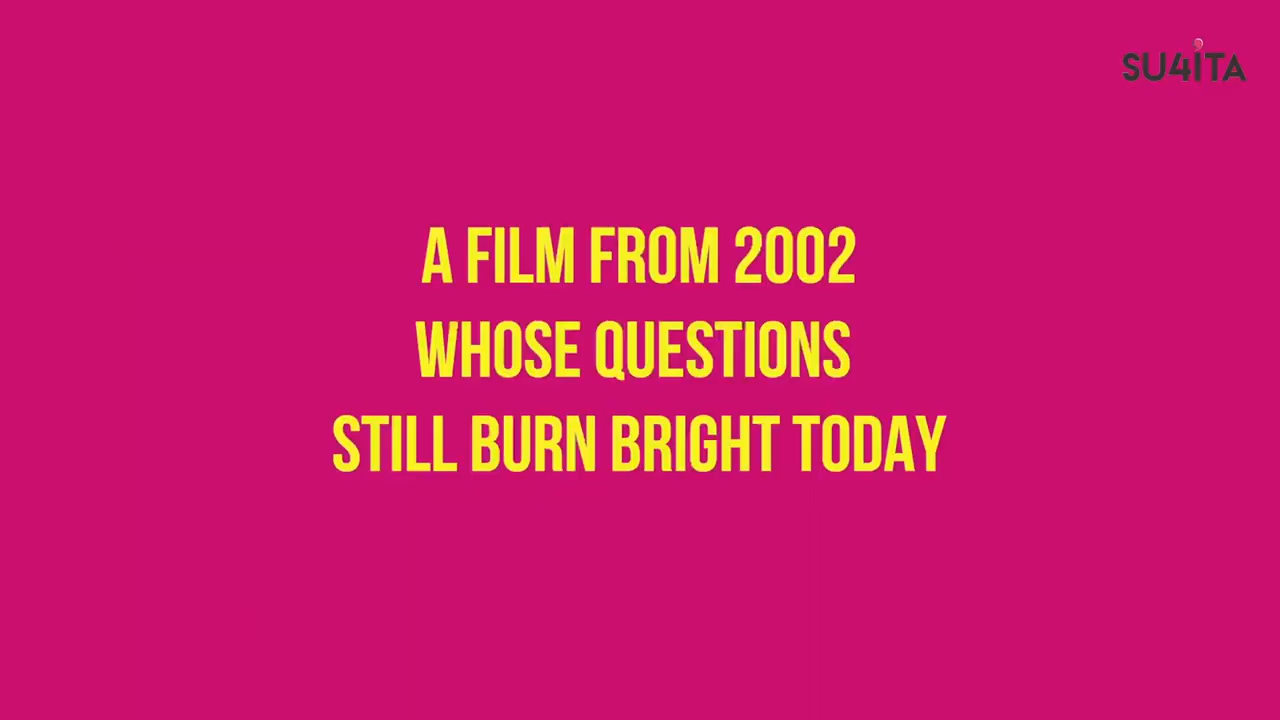 SU4ITA
A FILM FROM 2002
WHOSE QUESTIONS
STILL BURN BRIGHT TODAY